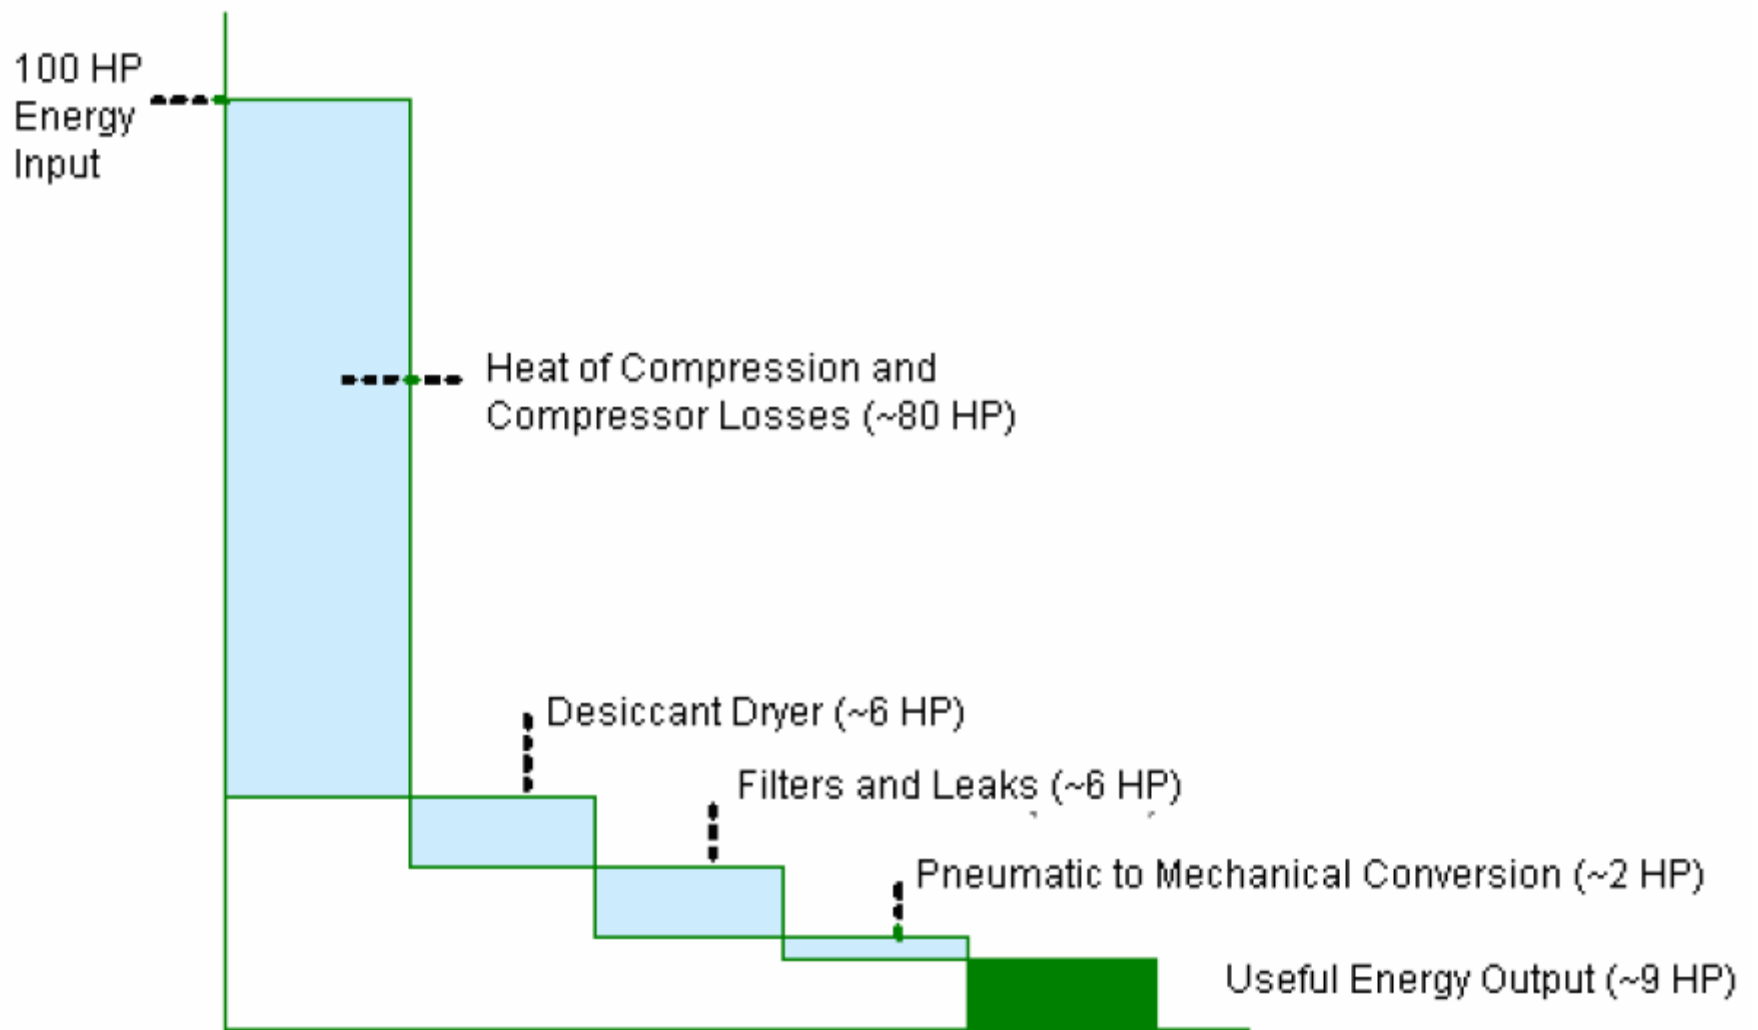 100 HP
Energy
Input
Heat of Compression and
Compressor Losses (~80 HP)
Desiccant Dryer (~6 HP)
Filters and Leaks (~6 HP)
Pneumatic to Mechanical Conversion (~2 HP)
Useful Energy Output (~9 HP)